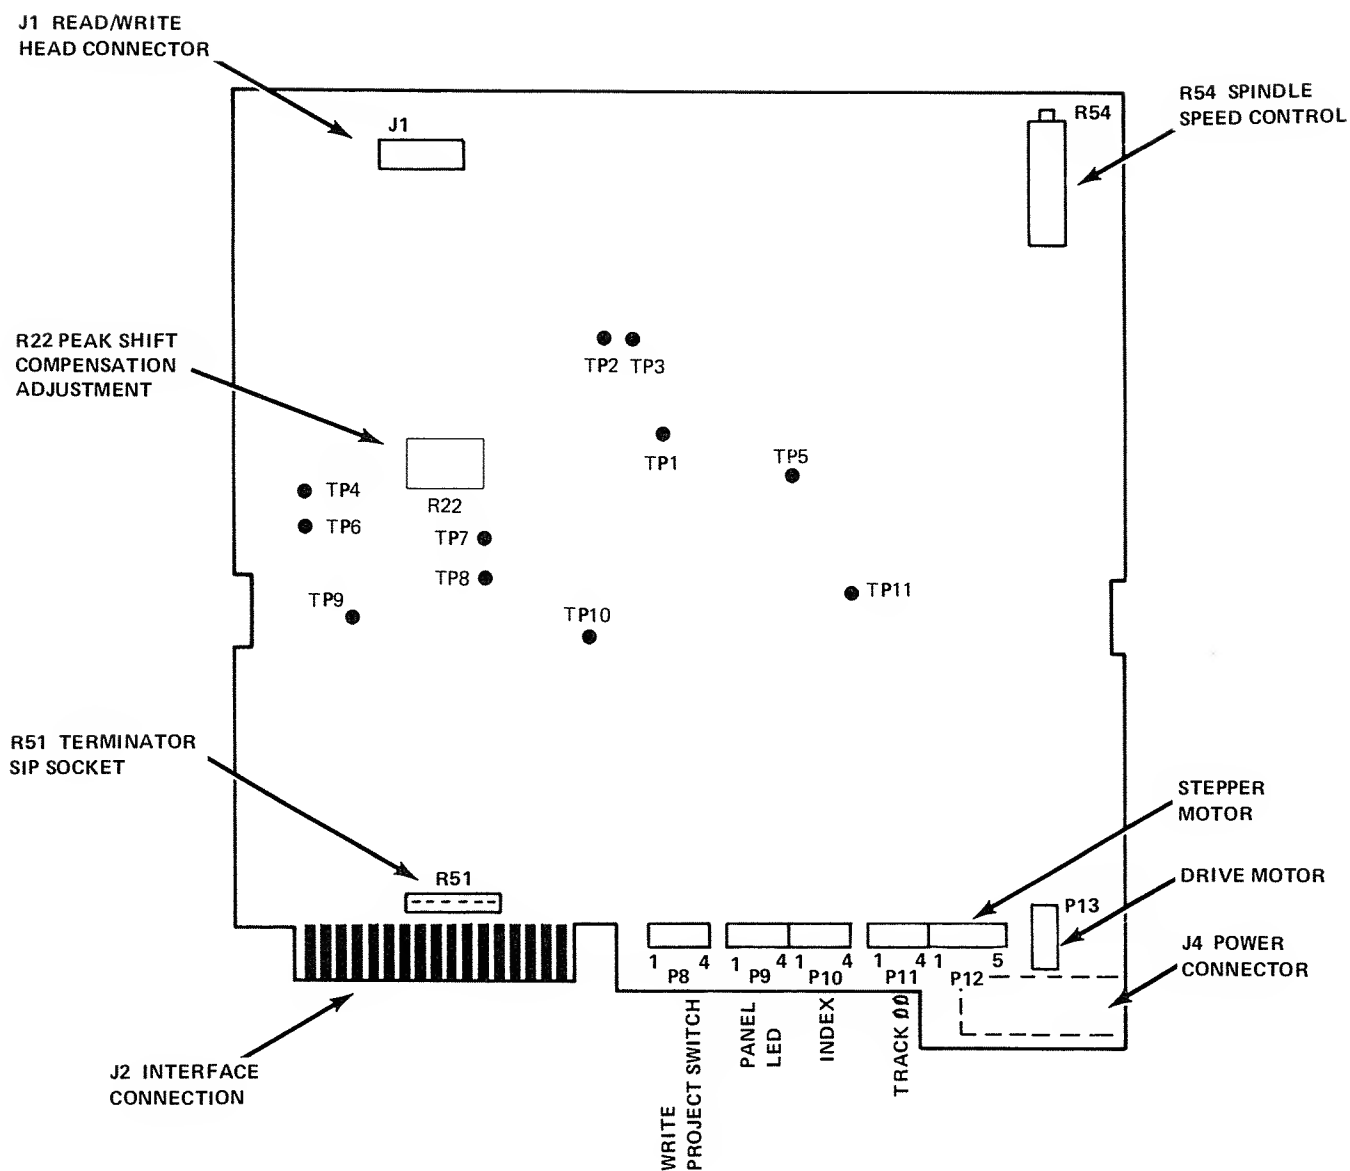 J1 READ/WRITE
HEAD CONNECTOR
J1
R54
R54 SPINDLE
SPEED CONTROL
R22 PEAK SHIFT
COMPENSATION
ADJUSTMENT
TP2 TP3
TP1
TP5
TP4
R22
TP6
TP7
TP8
TP9
TP10
TP11
R51 TERMINATOR
SIP SOCKET
R51
STEPPER
MOTOR
DRIVE MOTOR
P13
J4 POWER
CONNECTOR
1 4 1 4 1 4 1 4 1 5
P8 P9 P10 P11 P12
WRITE
PROJECT SWITCH
PANEL
LED
INDEX
TRACK 00
J2 INTERFACE
CONNECTION